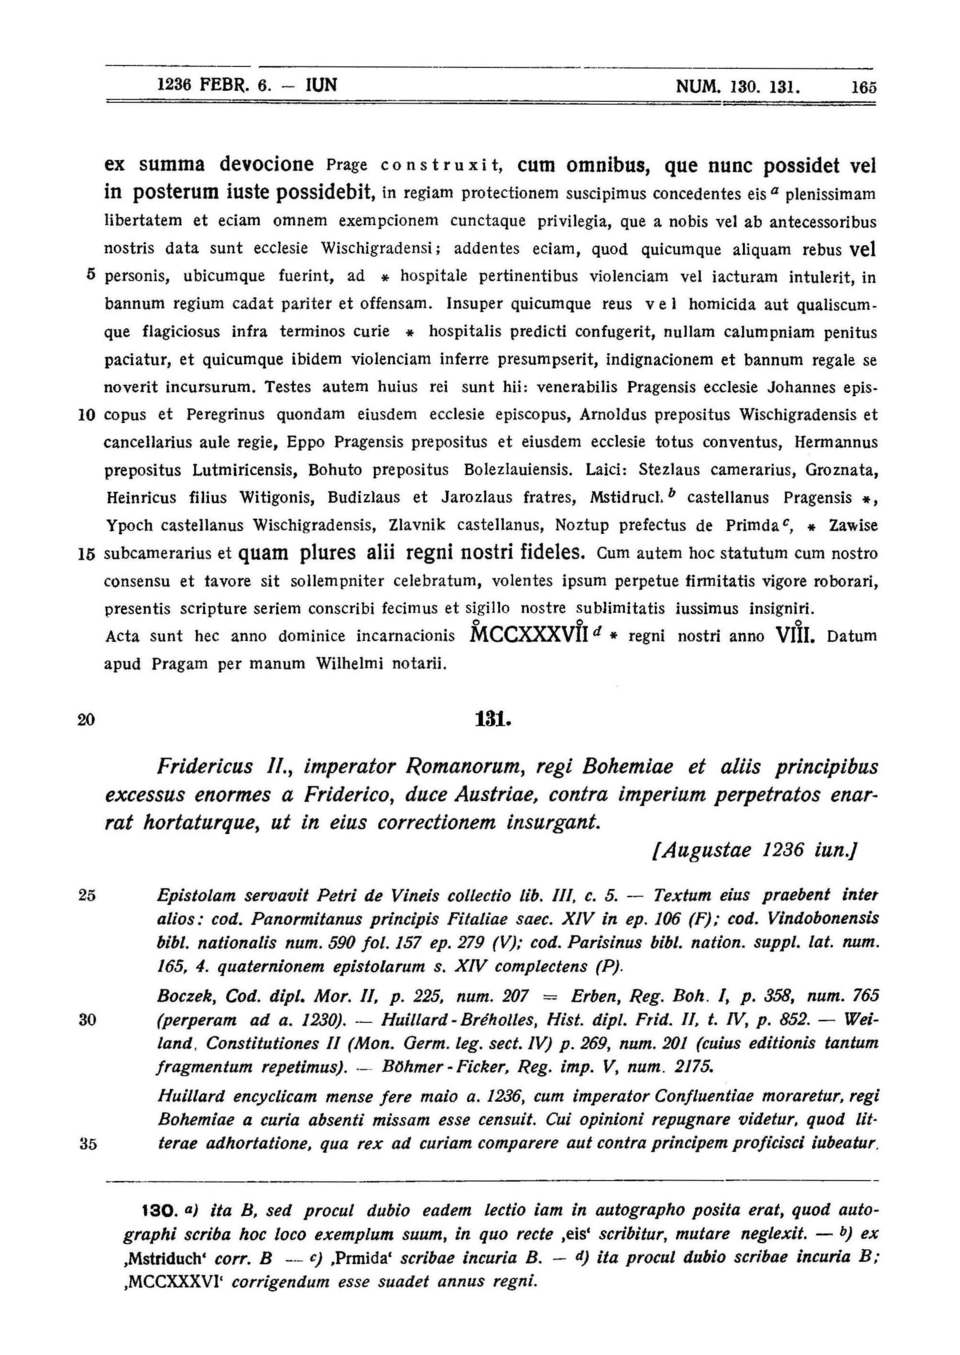 1236 FEBR. 6. — IUN NUM. 130. 131. 165
ex summa devocione Prage construxit, cum omnibus, que nunc possidet vel
in posterum iuste possidebit, in regiam protectionem suscipimus concedentes eis a plenissimam
libertatem et eciam omnem exempcionem cunctaque privilegia, que a nobis vel ab antecessoribus
nostris data sunt ecclesie Wischigradensi; addentes eciam, quod quicumque aliquam rebus vel
5 personis, ubicumque fuerint, ad * hospitale pertinentibus violenciam vel iacturam intulerit, in
bannum regium cadat pariter et offensam. Insuper quicumque reus vel homicida aut qualiscum-
que flagiciosus infra terminos curie * hospitalis predicti confugerit, nullam calumpniam penitus
paciatur, et quicumque ibidem violenciam inferre presumpserit, indignacionem et bannum regale se
noverit incursurum. Testes autem huius rei sunt hii: venerabilis Pragensis ecclesie Johannes epis-
10 copus et Peregrinus quondam eiusdem ecclesie episcopus, Arnoldus prepositus Wischigradensis et
cancellarius aule regie, Eppo Pragensis prepositus et eiusdem ecclesie totus conventus, Hermannus
prepositus Lutmiricensis, Bohuto prepositus Bolezlauiensis. Laici: Stezlaus camerarius, Groznata,
Heinricus filius Witigonis, Budizlaus et Jarozlaus fratres, Mstidrucl. b castellanus Pragensis *,
Ypoch castellanus Wischigradensis, Zlavnik castellanus, Noztup prefectus de Primda c, * Zawise
15 subcamerarius et quam plures alii regni nostri fideles. Cum autem hoc statutum cum nostro
consensu et favore sit sollempniter celebratum, volentes ipsum perpetue firmitatis vigore roborari,
presentis scripture seriem conscribi fecimus et sigillo nostre sublimitatis iussimus insigniri.
Acta sunt hec anno dominice incarnacionis M̊CCXXXVII̊ d * regni nostri anno VIII̊. Datum
apud Pragam per manum Wilhelmi notarii.
20 131.
Fridericus II., imperator Romanorum, regi Bohemiae et aliis principibus
excessus enormes a Friderico, duce Austriae, contra imperium perpetratos enar-
rat hortaturque, ut in eius correctionem insurgant.
[Augustae 1236 iun.]
25 Epistolam servavit Petri de Vineis collectio lib. III, c. 5. — Textum eius praebent inter
alios: cod. Panormitanus principis Fitaliae saec. XIV in ep. 106 (F); cod. Vindobonensis
bibl. nationalis num. 590 fol. 157 ep. 279 (V); cod. Parisinus bibl. nation. suppl. lat. num.
165, 4. quaternionem epistolarum s. XIV complectens (P).
Boczek, Cod. dipl. Mor. II, p. 225, num. 207 = Erben, Reg. Boh. I, p. 358, num. 765
30 (perperam ad a. 1230). — Huillard-Bréholles, Hist. dipl. Frid. II, t. IV, p. 852. — Wei-
land, Constitutiones II (Mon. Germ. leg. sect. IV) p. 269, num. 201 (cuius editionis tantum
fragmentum repetimus). — Böhmer-Ficker, Reg. imp. V, num. 2175.
Huillard encyclicam mense fere maio a. 1236, cum imperator Confluentiae moraretur, regi
Bohemiae a curia absenti missam esse censuit. Cui opinioni repugnare videtur, quod lit-
35 terae adhortatione, qua rex ad curiam comparere aut contra principem proficisci iubeatur.
130. a) ita B, sed procul dubio eadem lectio iam in autographo posita erat, quod auto-
graphi scriba hoc loco exemplum suum, in quo recte ‚eis‘ scribitur, mutare neglexit. — b) ex
‚Mstriduch‘ corr. B — c) ‚Prmida‘ scribae incuria B. — d) ita procul dubio scribae incuria B;
‚MCCXXXVI‘ corrigendum esse suadet annus regni.